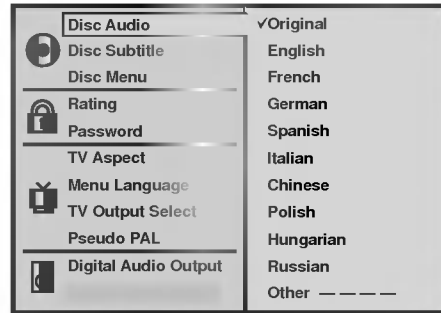 Disc Audio
Disc Subtitle
Disc Menu
Rating
Password
TV Aspect
Menu Language
TV Output Select
Pseudo PAL
Digital Audio Output
✓Original
English
French
German
Spanish
Italian
Chinese
Polish
Hungarian
Russian
Other — — — —